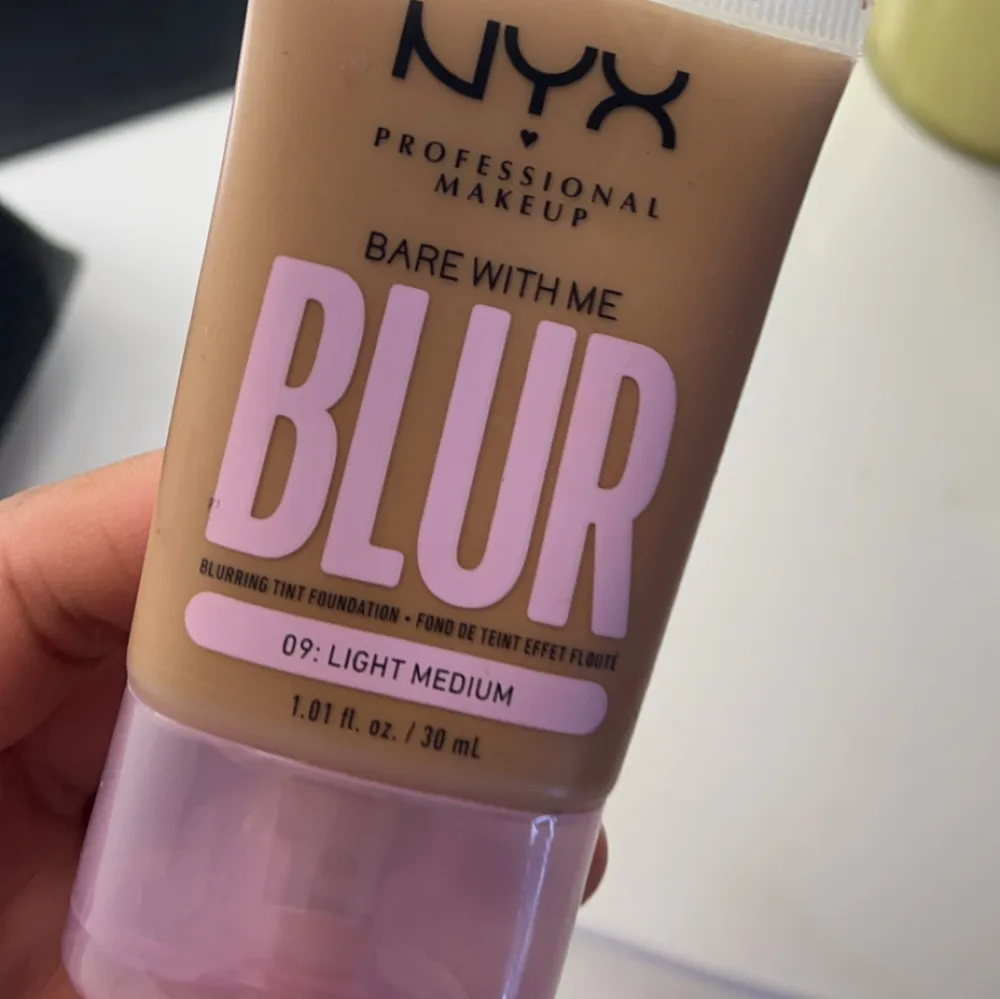 NYX
PROFESSIONAL
MAKEUP
BARE WITH ME
BLUR
BLURRING TINT FOUNDATION • FOND DE TEINT EFFET FLOUTÉ
09: LIGHT MEDIUM
1.01 fl. oz. / 30 mL